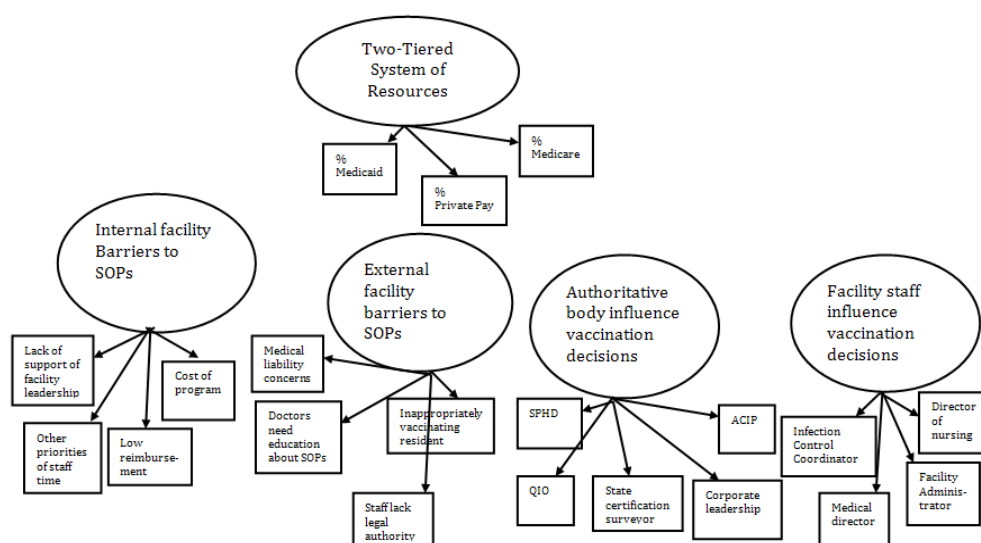 Two-Tiered
System of
Resources
%
Medicaid
%
Private Pay
%
Medicare
Internal facility
Barriers to
SOPs
Lack of
support of
facility
leadership
Other
priorities
of staff
time
Low
reimburse-
ment
Cost of
program
External
facility
barriers to
SOPs
Medical
liability
concerns
Doctors
need
education
about SOPs
Inappropriately
vaccinating
resident
Staff lack
legal
authority
Authoritative
body influence
vaccination
decisions
SPHD
QIO
State
certification
surveyor
Corporate
leadership
ACIP
Facility staff
influence
vaccination
decisions
Infection
Control
Coordinator
Medical
director
Facility
Adminis-
trator
Director
of nursing